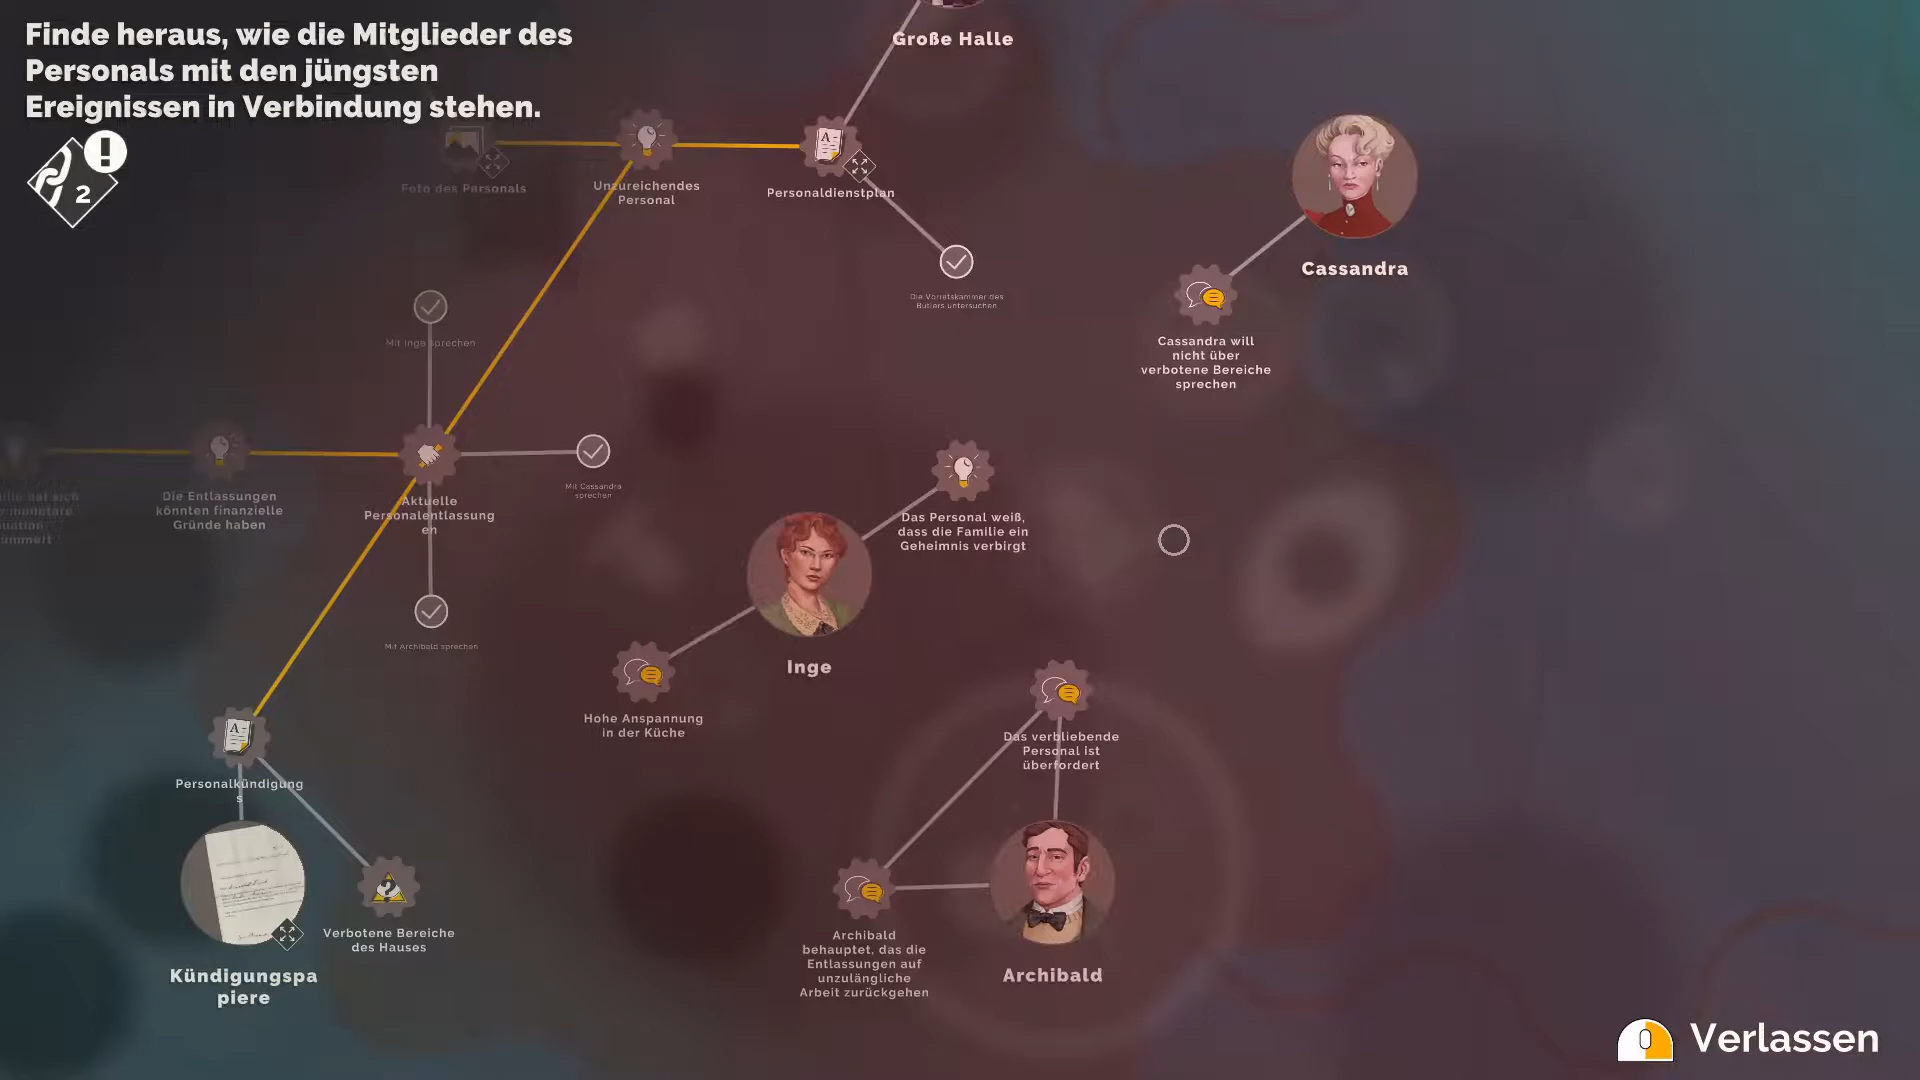 Finde heraus, wie die Mitglieder des
Personals mit den jüngsten
Ereignissen in Verbindung stehen.
2
Große Halle
Foto des Personals
Unzureichendes
Personal
A
Personaldienstplan
Die Vorratskammer des
Butlers untersuchen
Cassandra
Cassandra will
nicht über
verbotene Bereiche
sprechen
Mit Inge sprechen
Die Entlassungen
könnten finanzielle
Gründe haben
Aktuelle
Personalentlassung
en
Mit Cassandra
sprechen
Das Personal weiß,
dass die Familie ein
Geheimnis verbirgt
Mit Archibald sprechen
Inge
Hohe Anspannung
in der Küche
Das verbliebende
Personal ist
überfordert
A
Personalkündigung
s
Kündigungspa
piere
?
Verbotene Bereiche
des Hauses
Archibald
behauptet, das die
Entlassungen auf
unzulängliche
Arbeit zurückgehen
Archibald
Verlassen